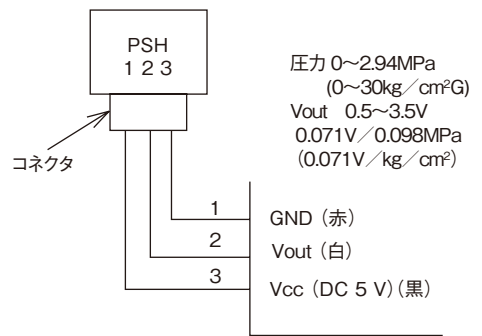 PSH
1 2 3
圧力 0～2.94MPa
(0～30kg／cm²G)
Vout 0.5～3.5V
0.071V／0.098MPa
(0.071V／kg／cm²)
コネクタ
1 GND (赤)
2 Vout (白)
3 Vcc (DC 5 V) (黒)